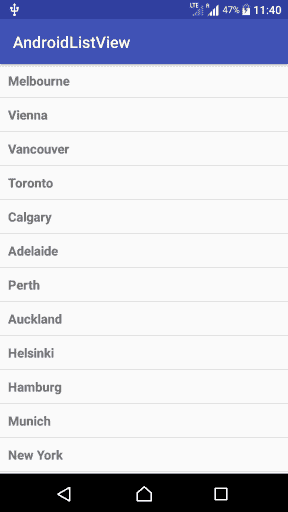 LTE R 47% 11:40
AndroidListView
Melbourne
Vienna
Vancouver
Toronto
Calgary
Adelaide
Perth
Auckland
Helsinki
Hamburg
Munich
New York